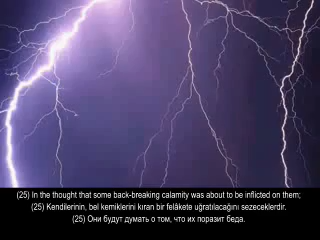 (25) In the thought that some back-breaking calamity was about to be inflicted on them;
(25) Kendilerinin, bel kemiklerini kıran bir felâkete uğratılacağını sezeceklerdir.
(25) Они будут думать о том, что их поразит беда.